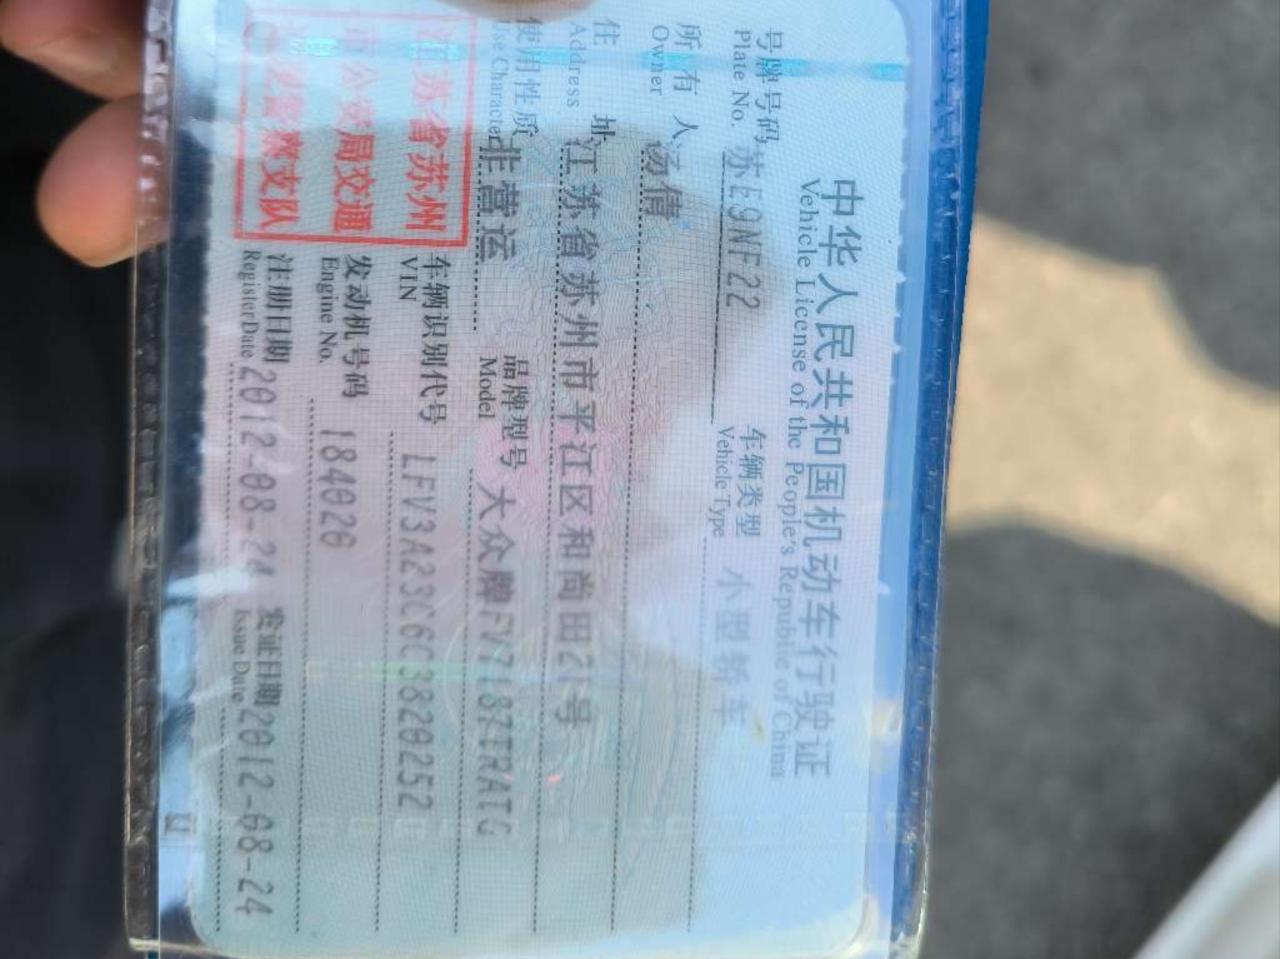 中华人民共和国机动车行驶证
Vehicle License of the People's Republic of China
号牌号码 苏E9NF22 车辆类型 小型轿车
Plate No. Vehicle Type
所有人 汤倩
Owner
住址 江苏省苏州市平江区和尚田21号
Address
使用性质 非营运 品牌型号 大众牌FV7187TRATG
Use Character Model
江苏省苏州
市公安局交通
巡逻警察支队
车辆识别代号 LFV3A23C6C3820252
VIN
发动机号码 184026
Engine No.
注册日期 2012-08-24 发证日期 2012-08-24
Register Date Issue Date